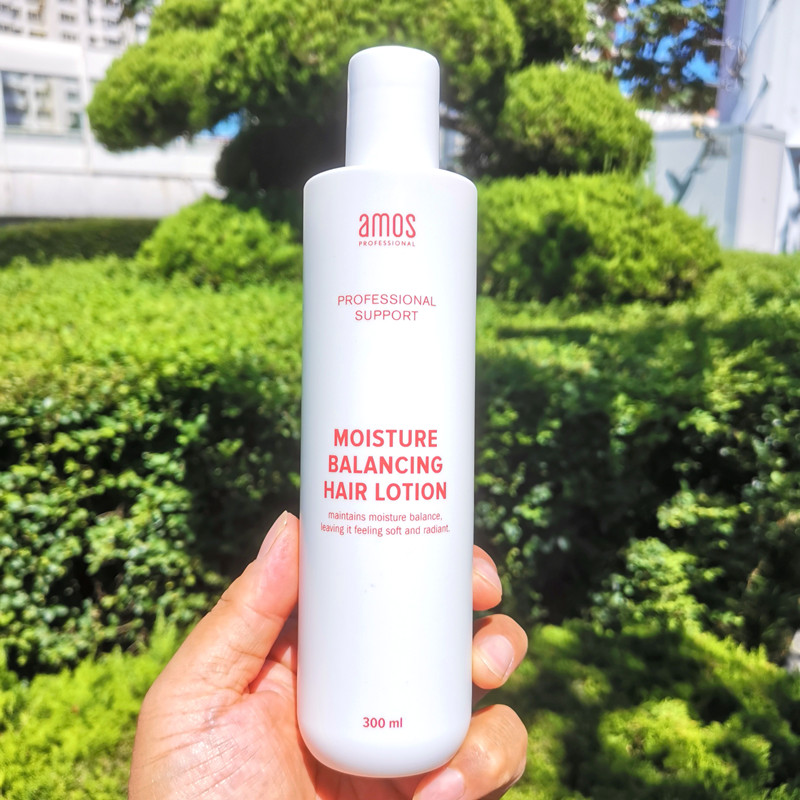 amos
PROFESSIONAL
PROFESSIONAL
SUPPORT
MOISTURE
BALANCING
HAIR LOTION
maintains moisture balance,
leaving it feeling soft and radiant.
300 ml